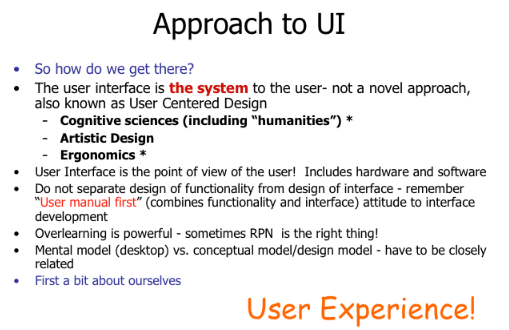 Approach to UI
• So how do we get there?
• The user interface is the system to the user- not a novel approach,
also known as User Centered Design
- Cognitive sciences (including “humanities”) *
- Artistic Design
- Ergonomics *
• User Interface is the point of view of the user!  Includes hardware and software
• Do not separate design of functionality from design of interface - remember
“User manual first” (combines functionality and interface) attitude to interface
development
• Overlearning is powerful - sometimes RPN  is the right thing!
• Mental model (desktop) vs. conceptual model/design model - have to be closely
related
• First a bit about ourselves
User Experience!